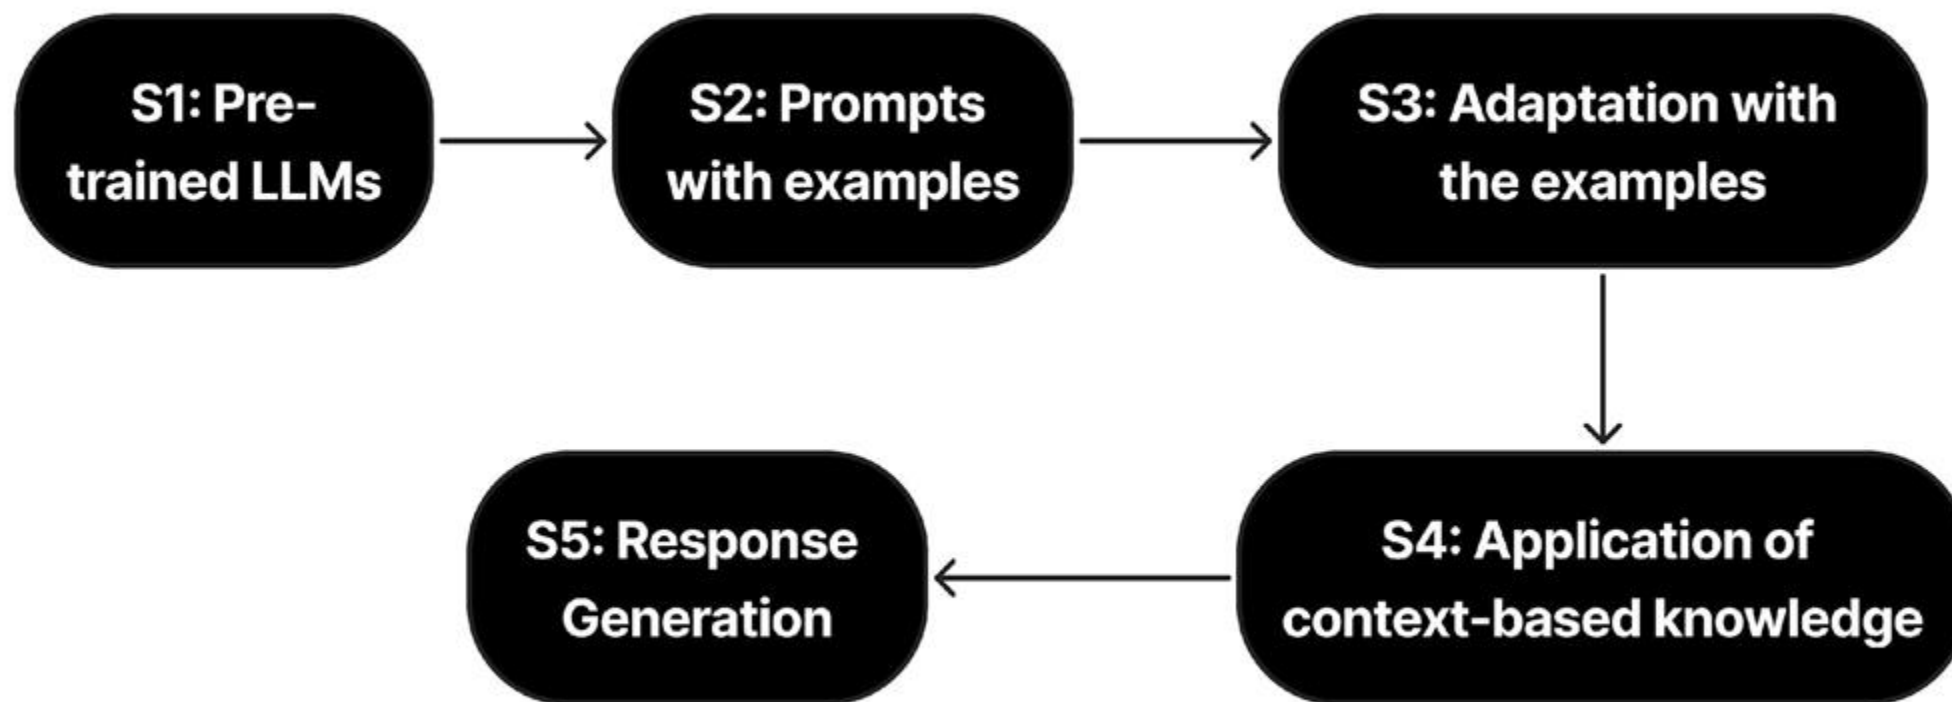 S1: Pre-
trained LLMs
S2: Prompts
with examples
S3: Adaptation with
the examples
S4: Application of
context-based knowledge
S5: Response
Generation